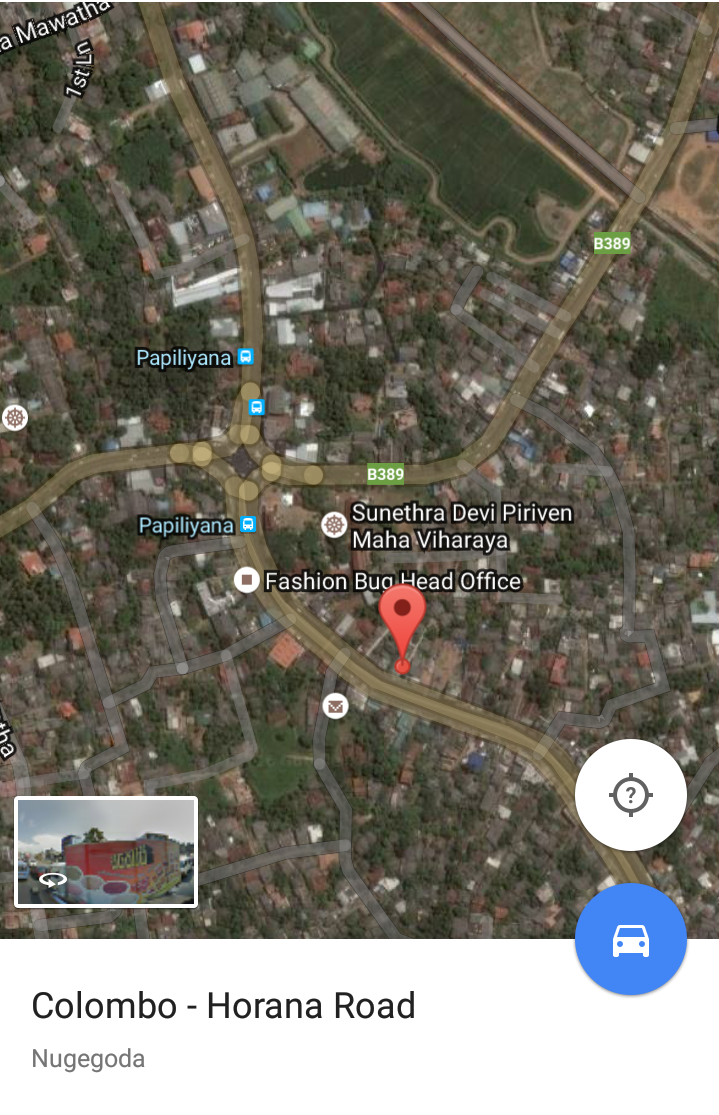 a Mawatha
1st Ln
B389
Papiliyana
B389
Sunethra Devi Piriven
Maha Viharaya
Papiliyana
Fashion Bug Head Office
tha
?
Colombo - Horana Road
Nugegoda